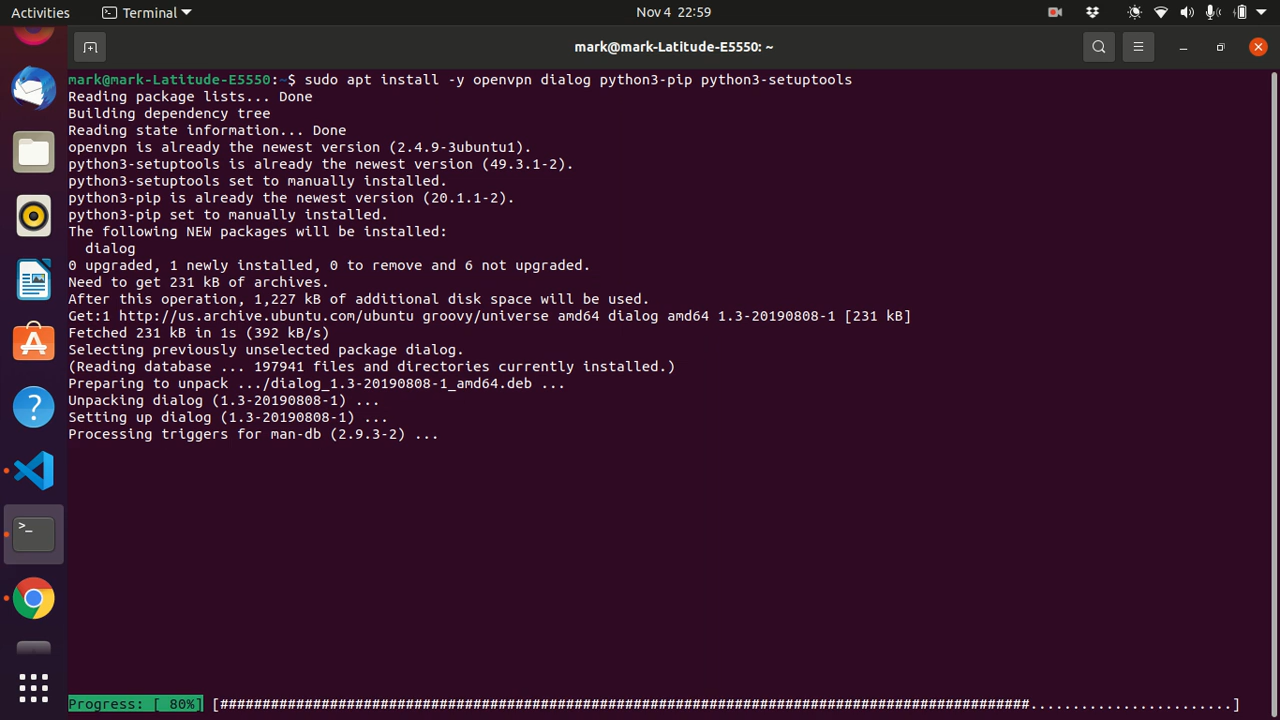 Activities Terminal Nov 4 22:59
mark@mark-Latitude-E5550: ~
mark@mark-Latitude-E5550:~$ sudo apt install -y openvpn dialog python3-pip python3-setuptools
Reading package lists... Done
Building dependency tree
Reading state information... Done
openvpn is already the newest version (2.4.9-3ubuntu1).
python3-setuptools is already the newest version (49.3.1-2).
python3-setuptools set to manually installed.
python3-pip is already the newest version (20.1.1-2).
python3-pip set to manually installed.
The following NEW packages will be installed:
  dialog
0 upgraded, 1 newly installed, 0 to remove and 6 not upgraded.
Need to get 231 kB of archives.
After this operation, 1,227 kB of additional disk space will be used.
Get:1 http://us.archive.ubuntu.com/ubuntu groovy/universe amd64 dialog amd64 1.3-20190808-1 [231 kB]
Fetched 231 kB in 1s (392 kB/s)
Selecting previously unselected package dialog.
(Reading database ... 197941 files and directories currently installed.)
Preparing to unpack .../dialog_1.3-20190808-1_amd64.deb ...
Unpacking dialog (1.3-20190808-1) ...
Setting up dialog (1.3-20190808-1) ...
Processing triggers for man-db (2.9.3-2) ...
Progress: [ 80%] [################################################################################################........................]